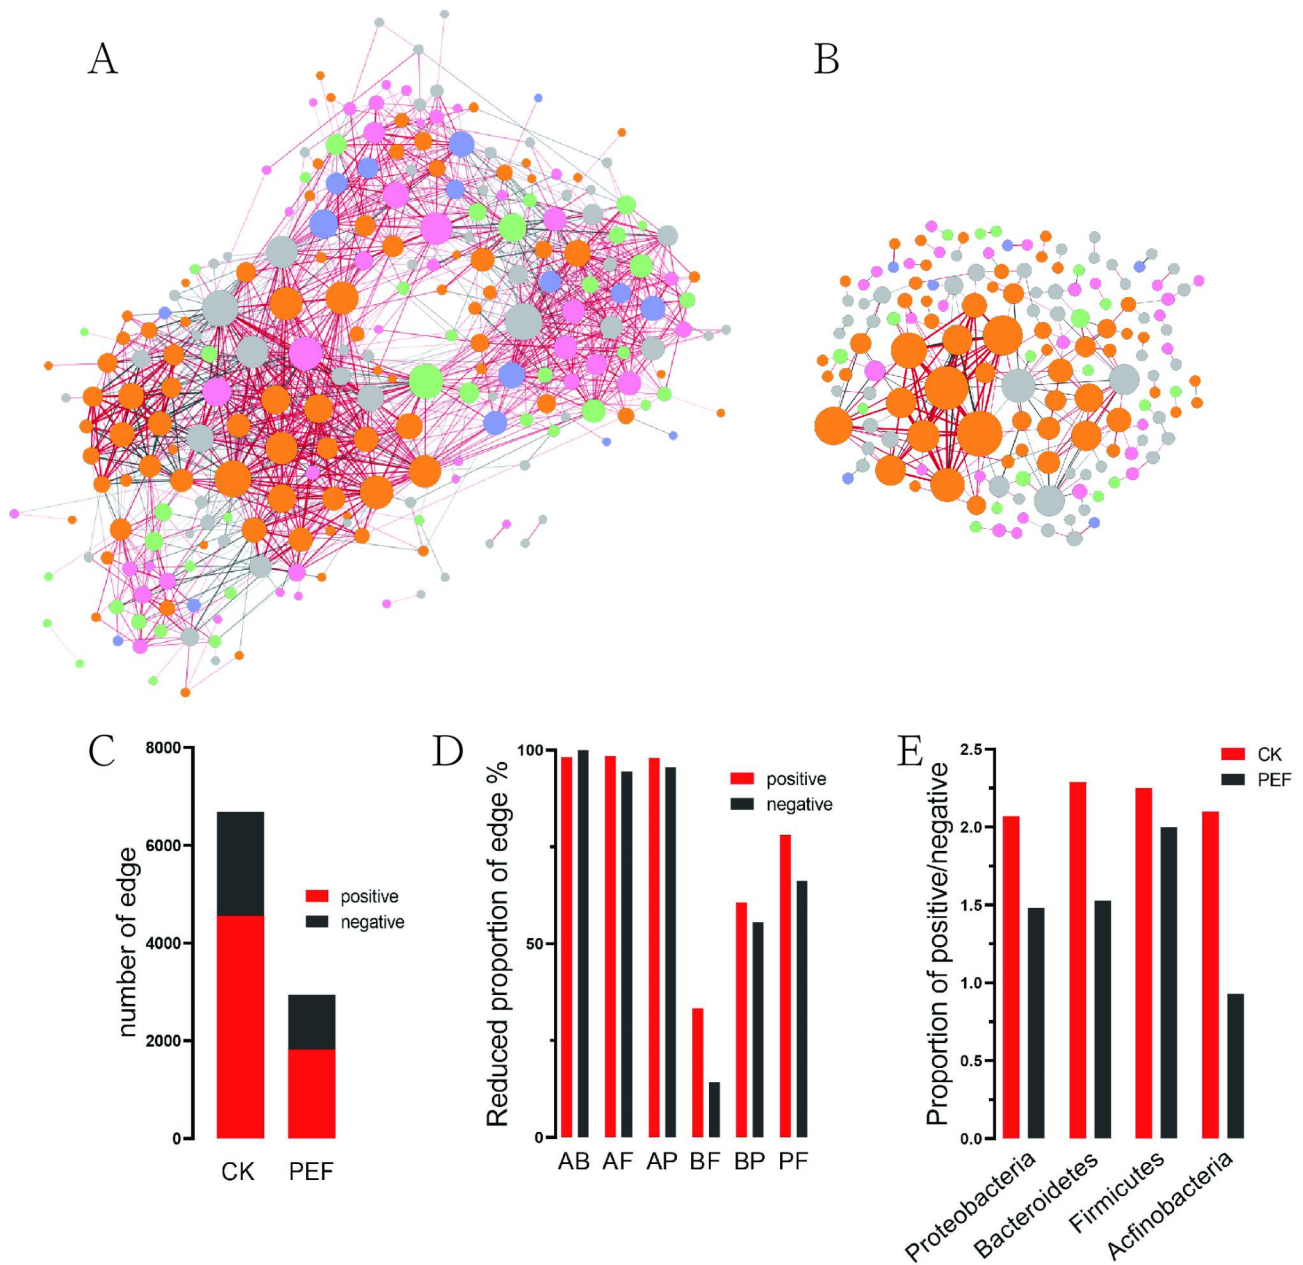 A
B
C
number of edge
8000
6000
4000
2000
0
positive
negative
CK
PEF
D
Reduced proportion of edge %
100
50
0
positive
negative
AB
AF
AP
BF
BP
PF
E
Proportion of positive/negative
2.5
2.0
1.5
1.0
0.5
0.0
CK
PEF
Proteobacteria
Bacteroidetes
Firmicutes
Acfinobacteria